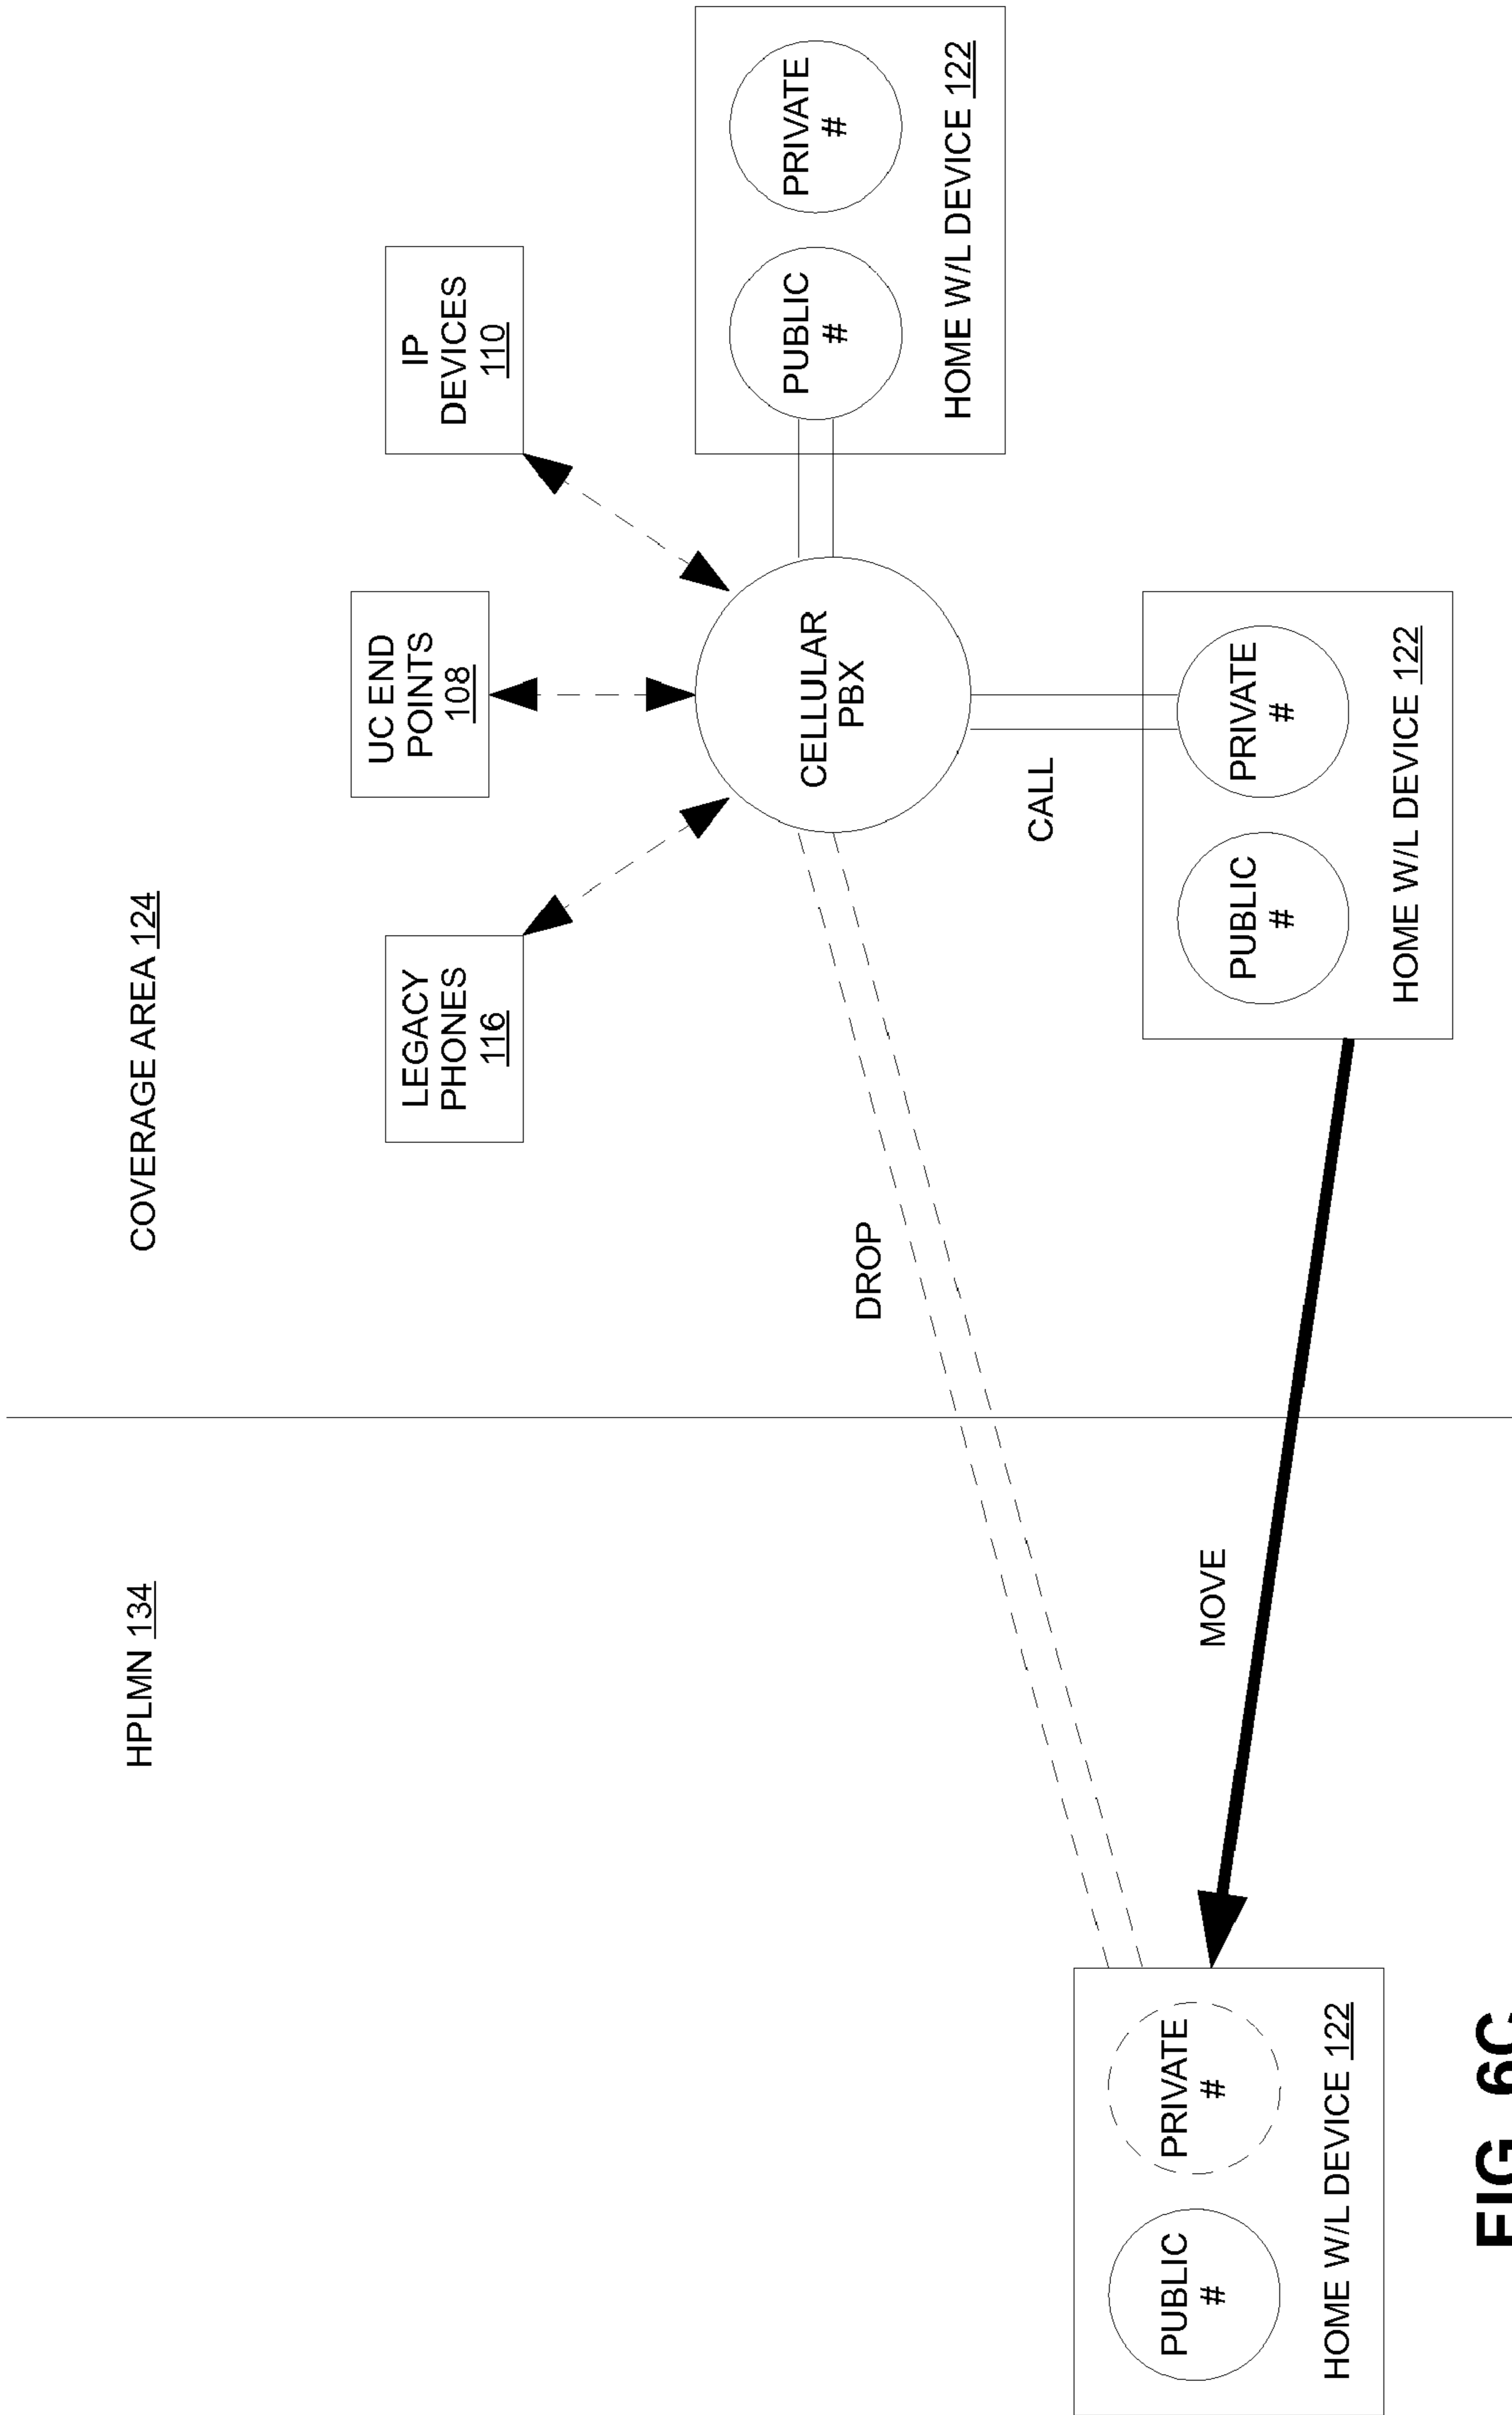 HPLMN 134
COVERAGE AREA 124
LEGACY
PHONES
116
UC END
POINTS
108
IP
DEVICES
110
CELLULAR
PBX
DROP
CALL
MOVE
PUBLIC
#
PRIVATE
#
HOME W/L DEVICE 122
PUBLIC
#
PRIVATE
#
HOME W/L DEVICE 122
PUBLIC
#
PRIVATE
#
HOME W/L DEVICE 122
FIG 6C